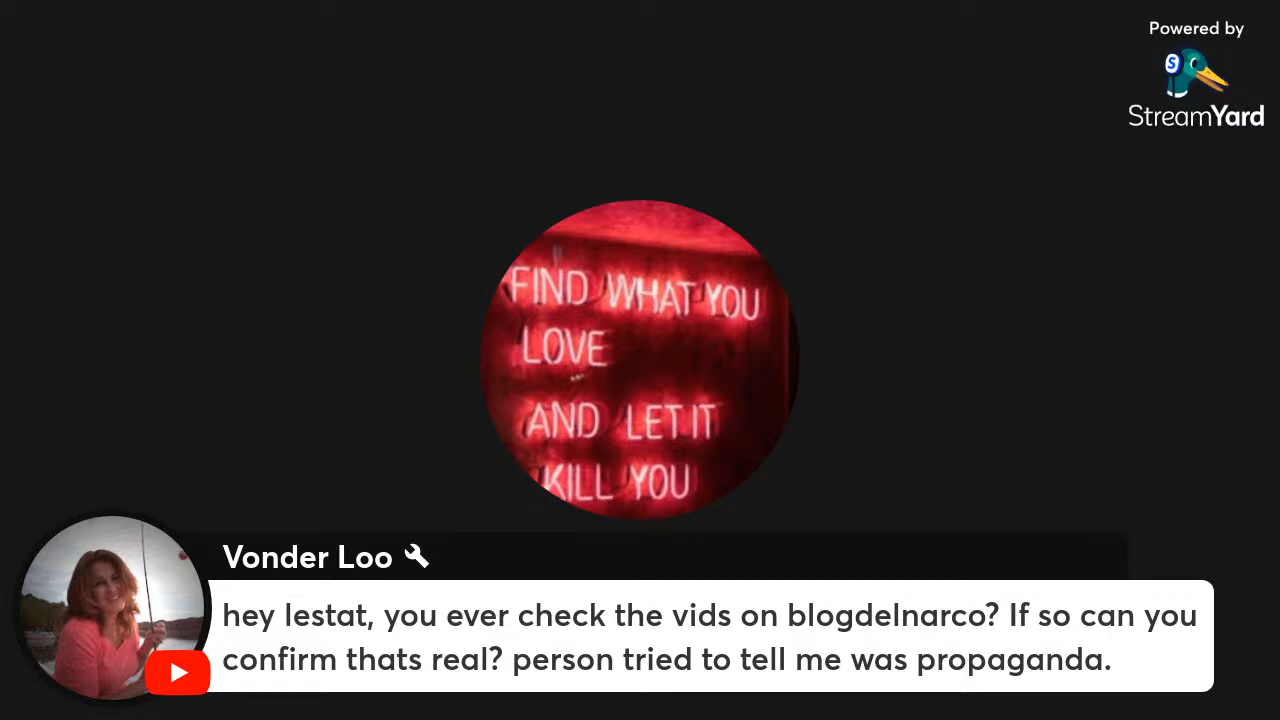 Powered by
S
StreamYard
FIND WHAT YOU
LOVE
AND LET IT
KILL YOU
Vonder Loo
hey lestat, you ever check the vids on blogdelnarco? If so can you
confirm thats real? person tried to tell me was propaganda.